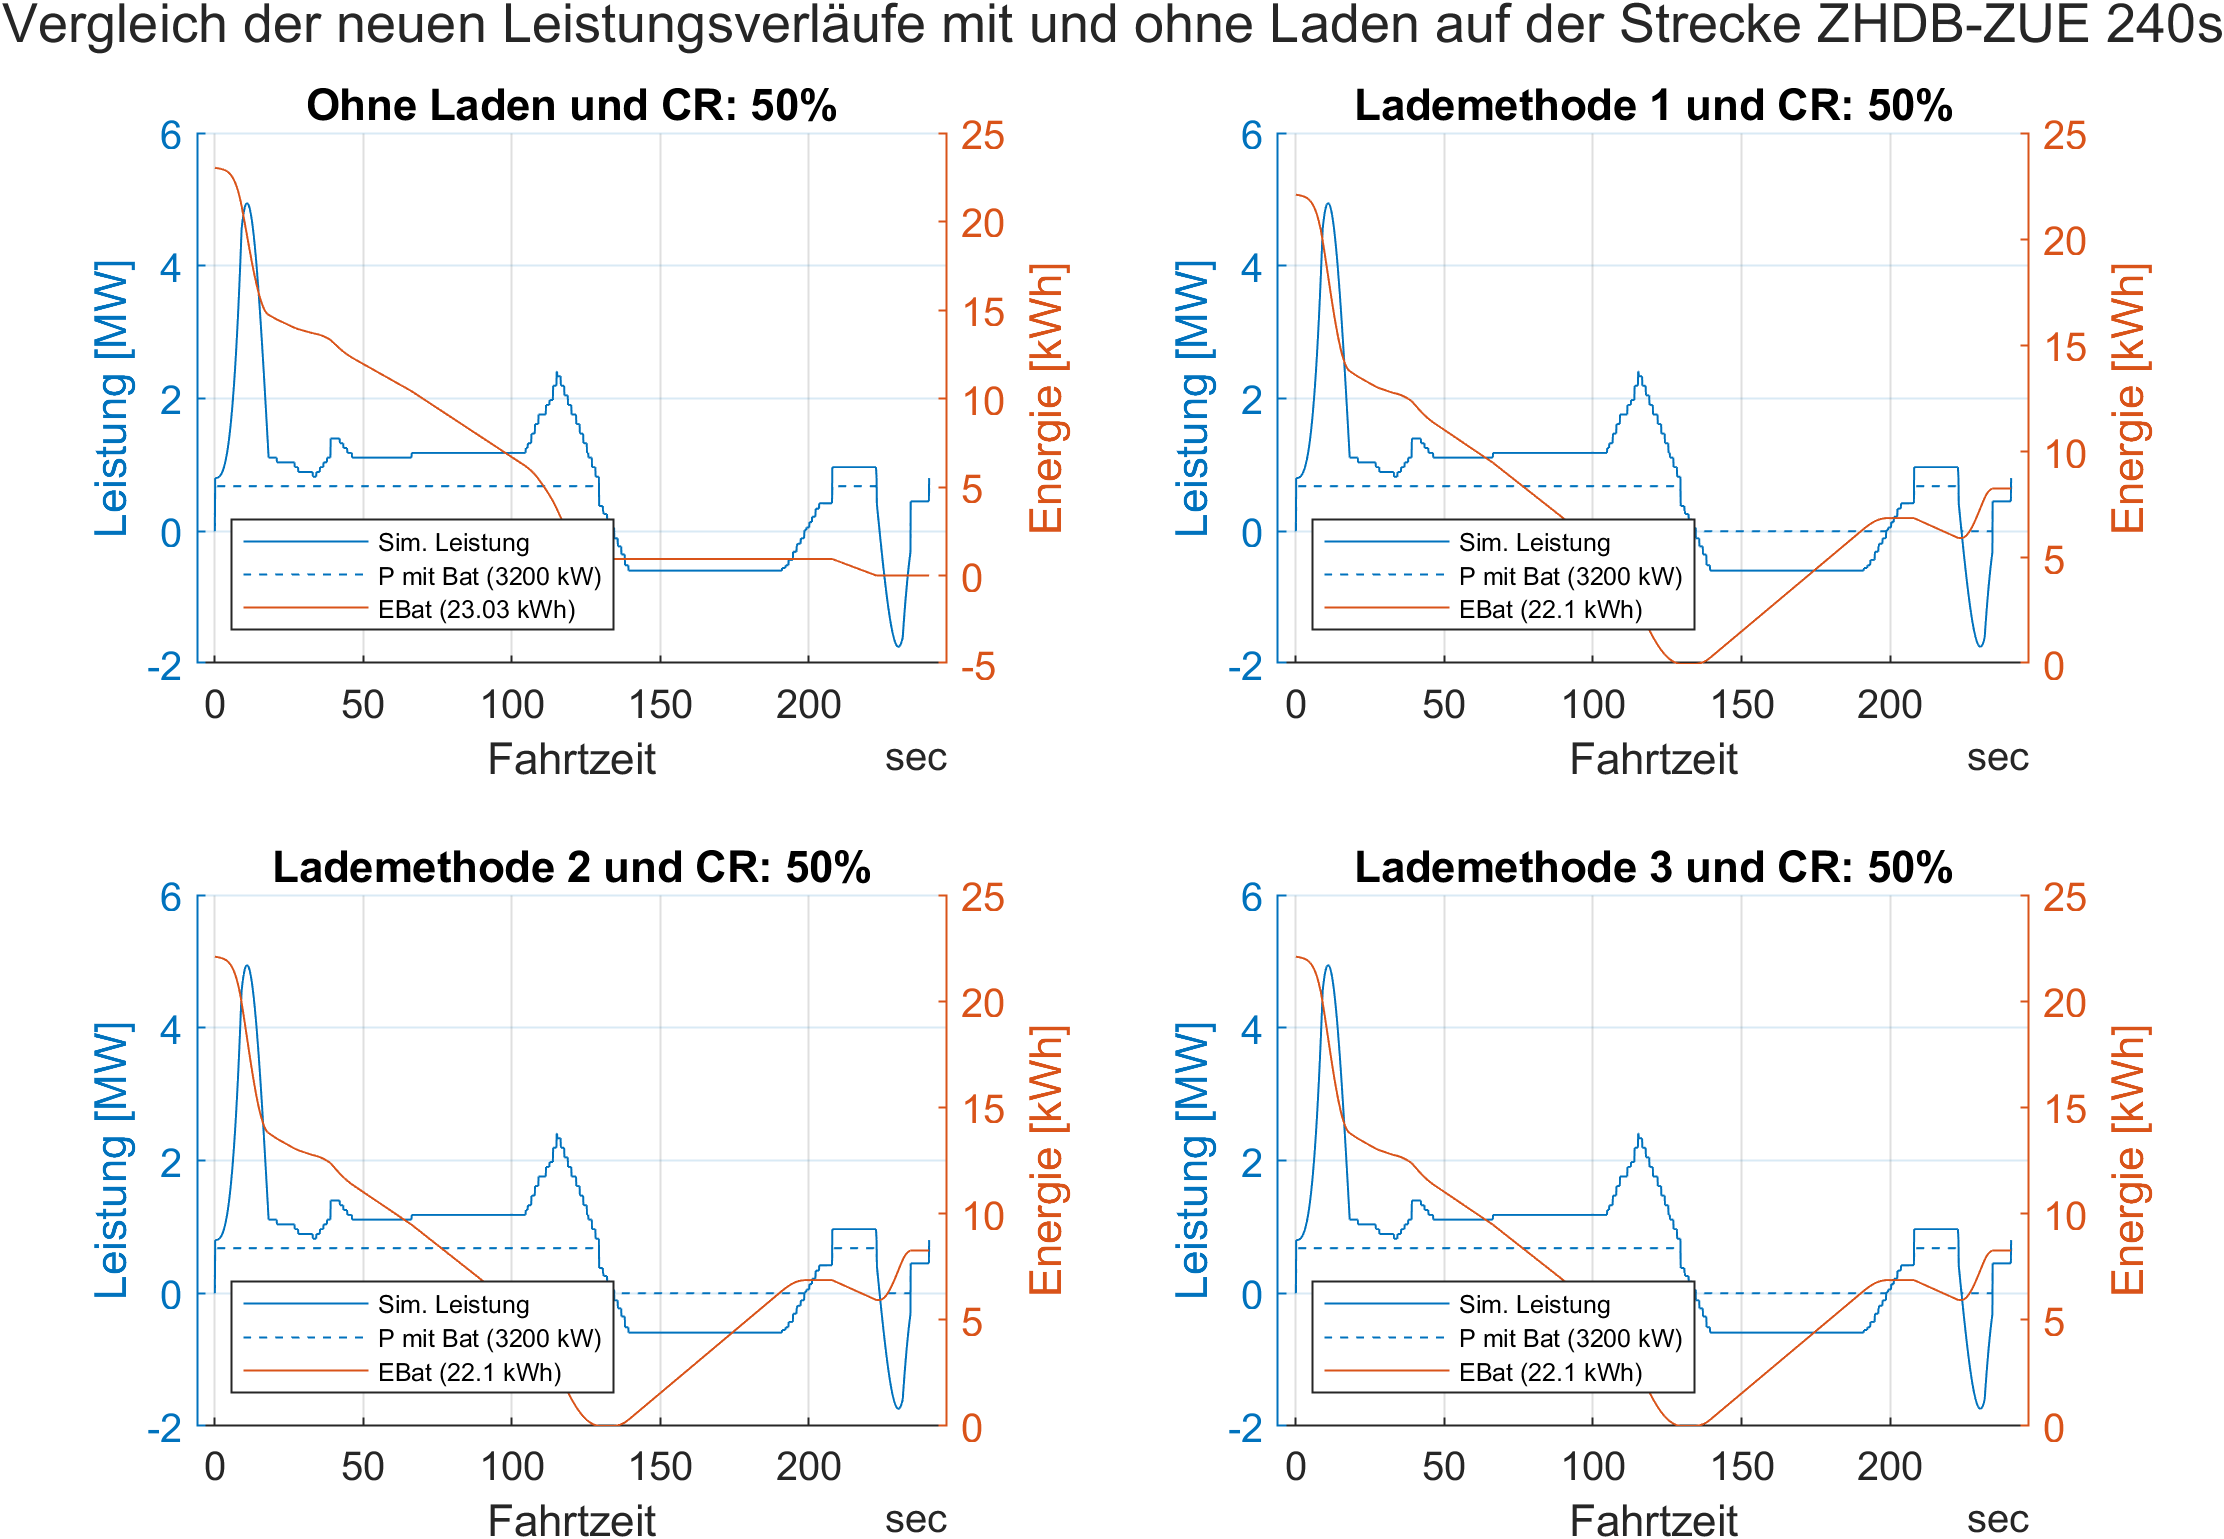 Vergleich der neuen Leistungsverläufe mit und ohne Laden auf der Strecke ZHDB-ZUE 240s
Ohne Laden und CR: 50%
6
4
2
0
-2
Leistung [MW]
25
20
15
10
5
0
-5
Energie [kWh]
Sim. Leistung
P mit Bat (3200 kW)
EBat (23.03 kWh)
0 50 100 150 200
Fahrtzeit
sec
Lademethode 1 und CR: 50%
6
4
2
0
-2
Leistung [MW]
25
20
15
10
5
0
Energie [kWh]
Sim. Leistung
P mit Bat (3200 kW)
EBat (22.1 kWh)
0 50 100 150 200
Fahrtzeit
sec
Lademethode 2 und CR: 50%
6
4
2
0
-2
Leistung [MW]
25
20
15
10
5
0
Energie [kWh]
Sim. Leistung
P mit Bat (3200 kW)
EBat (22.1 kWh)
0 50 100 150 200
Fahrtzeit
sec
Lademethode 3 und CR: 50%
6
4
2
0
-2
Leistung [MW]
25
20
15
10
5
0
Energie [kWh]
Sim. Leistung
P mit Bat (3200 kW)
EBat (22.1 kWh)
0 50 100 150 200
Fahrtzeit
sec